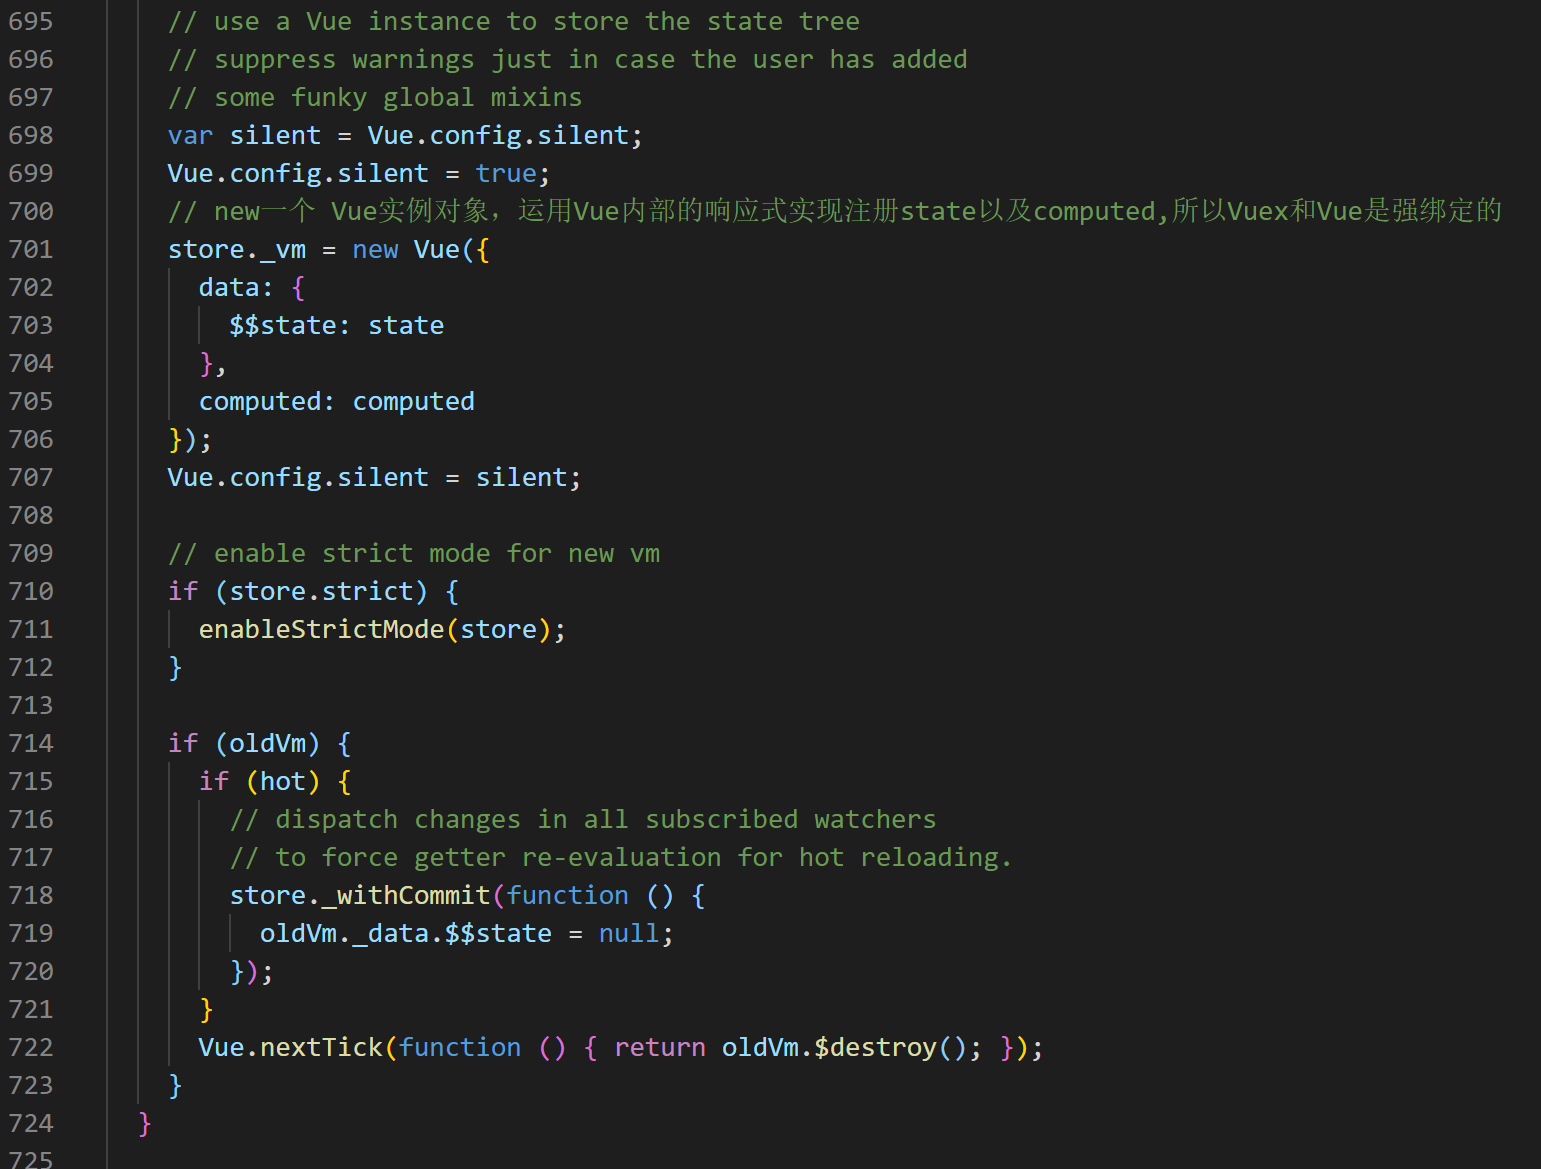 695 // use a Vue instance to store the state tree
696 // suppress warnings just in case the user has added
697 // some funky global mixins
698 var silent = Vue.config.silent;
699 Vue.config.silent = true;
700 // new一个 Vue实例对象，运用Vue内部的响应式实现注册state以及computed,所以Vuex和Vue是强绑定的
701 store._vm = new Vue({
702 data: {
703 $$state: state
704 },
705 computed: computed
706 });
707 Vue.config.silent = silent;
708
709 // enable strict mode for new vm
710 if (store.strict) {
711 enableStrictMode(store);
712 }
713
714 if (oldVm) {
715 if (hot) {
716 // dispatch changes in all subscribed watchers
717 // to force getter re-evaluation for hot reloading.
718 store._withCommit(function () {
719 oldVm._data.$$state = null;
720 });
721 }
722 Vue.nextTick(function () { return oldVm.$destroy(); });
723 }
724 }
725